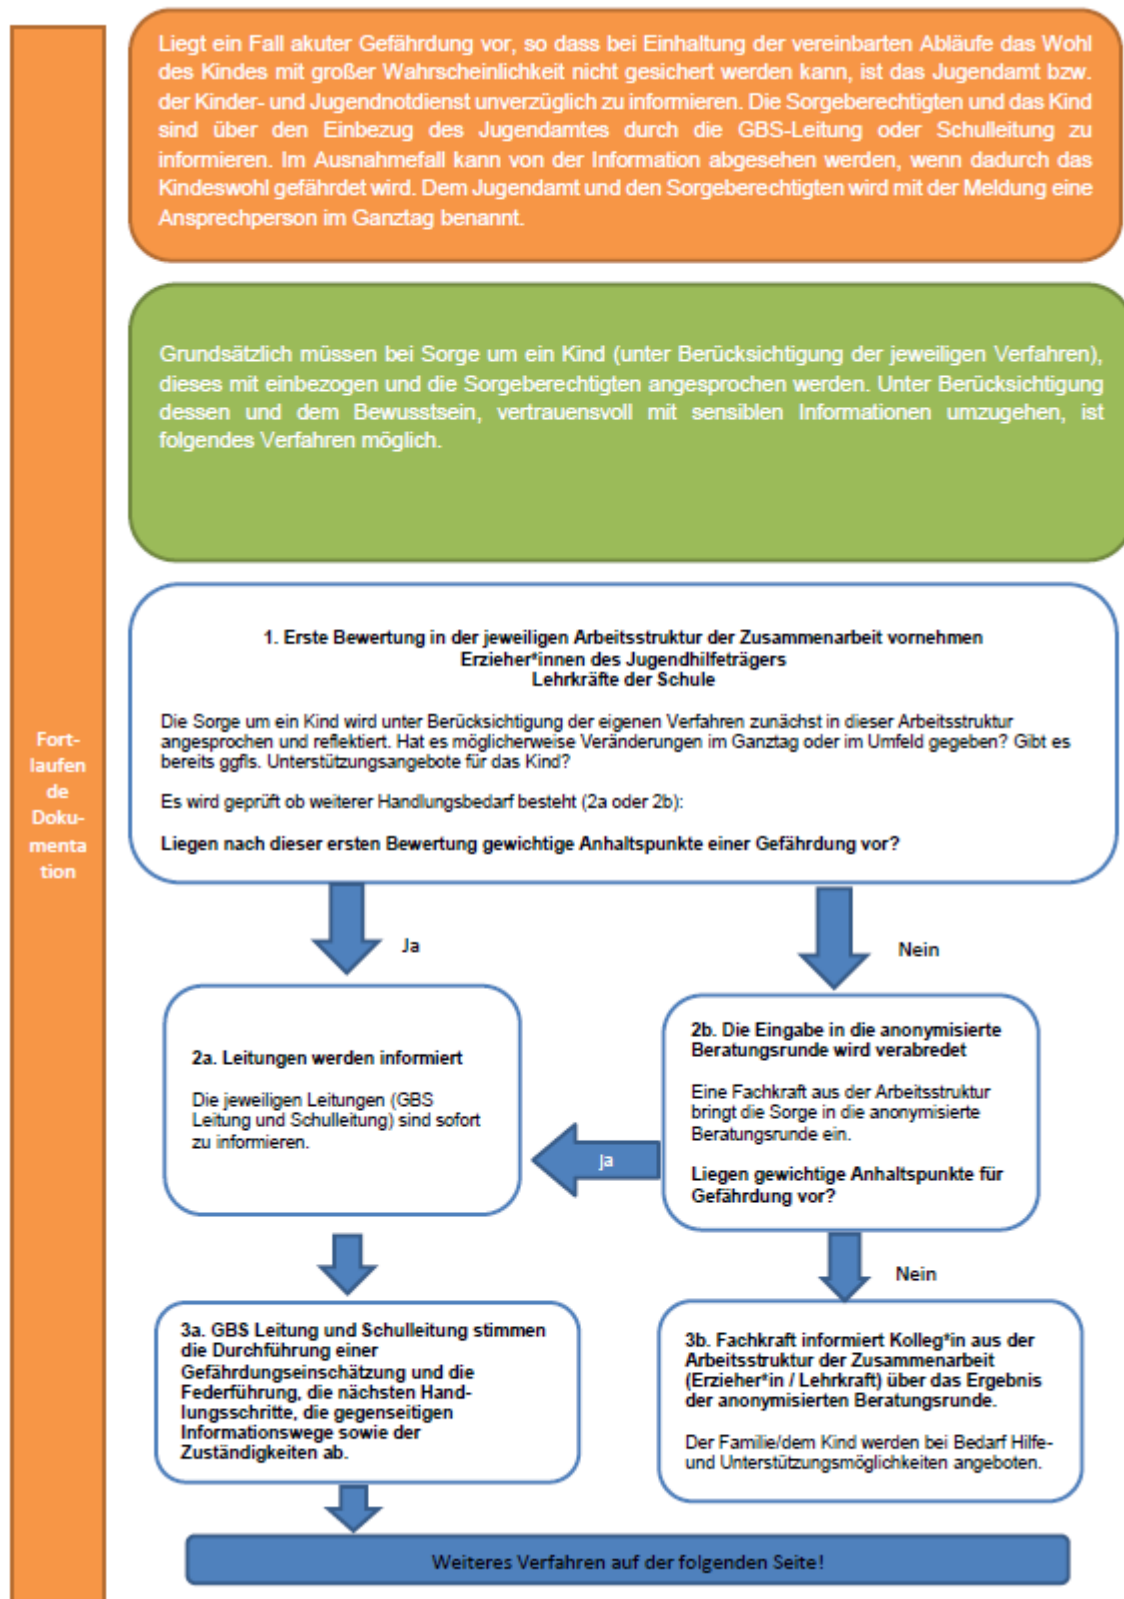 Liegt ein Fall akuter Gefährdung vor, so dass bei Einhaltung der vereinbarten Abläufe das Wohl
des Kindes mit großer Wahrscheinlichkeit nicht gesichert werden kann, ist das Jugendamt bzw.
der Kinder- und Jugendnotdienst unverzüglich zu informieren. Die Sorgeberechtigten und das Kind
sind über den Einbezug des Jugendamtes durch die GBS-Leitung oder Schulleitung zu
informieren. Im Ausnahmefall kann von der Information abgesehen werden, wenn dadurch das
Kindeswohl gefährdet wird. Dem Jugendamt und den Sorgeberechtigten wird mit der Meldung eine
Ansprechperson im Ganztag benannt.
Grundsätzlich müssen bei Sorge um ein Kind (unter Berücksichtigung der jeweiligen Verfahren),
dieses mit einbezogen und die Sorgeberechtigten angesprochen werden. Unter Berücksichtigung
dessen und dem Bewusstsein, vertrauensvoll mit sensiblen Informationen umzugehen, ist
folgendes Verfahren möglich.
1. Erste Bewertung in der jeweiligen Arbeitsstruktur der Zusammenarbeit vornehmen
Erzieher*innen des Jugendhilfeträgers
Lehrkräfte der Schule
Die Sorge um ein Kind wird unter Berücksichtigung der eigenen Verfahren zunächst in dieser Arbeitsstruktur
angesprochen und reflektiert. Hat es möglicherweise Veränderungen im Ganztag oder im Umfeld gegeben? Gibt es
bereits ggfls. Unterstützungsangebote für das Kind?
Es wird geprüft ob weiterer Handlungsbedarf besteht (2a oder 2b):
Liegen nach dieser ersten Bewertung gewichtige Anhaltspunkte einer Gefährdung vor?
Fort-
laufen
de
Doku-
menta
tion
Ja
Nein
2a. Leitungen werden informiert
Die jeweiligen Leitungen (GBS
Leitung und Schulleitung) sind sofort
zu informieren.
2b. Die Eingabe in die anonymisierte
Beratungsrunde wird verabredet
Eine Fachkraft aus der Arbeitsstruktur
bringt die Sorge in die anonymisierte
Beratungsrunde ein.
Liegen gewichtige Anhaltspunkte für
Gefährdung vor?
Ja
Nein
3a. GBS Leitung und Schulleitung stimmen
die Durchführung einer
Gefährdungseinschätzung und die
Federführung, die nächsten Hand-
lungsschritte, die gegenseitigen
Informationswege sowie der
Zuständigkeiten ab.
3b. Fachkraft informiert Kolleg*in aus der
Arbeitsstruktur der Zusammenarbeit
(Erzieher*in / Lehrkraft) über das Ergebnis
der anonymisierten Beratungsrunde.
Der Familie/dem Kind werden bei Bedarf Hilfe-
und Unterstützungsmöglichkeiten angeboten.
Weiteres Verfahren auf der folgenden Seite!